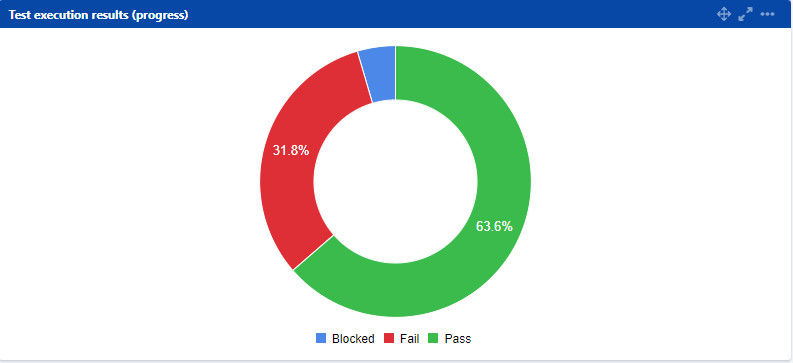 Test execution results (progress)
31.8%
63.6%
Blocked Fail Pass